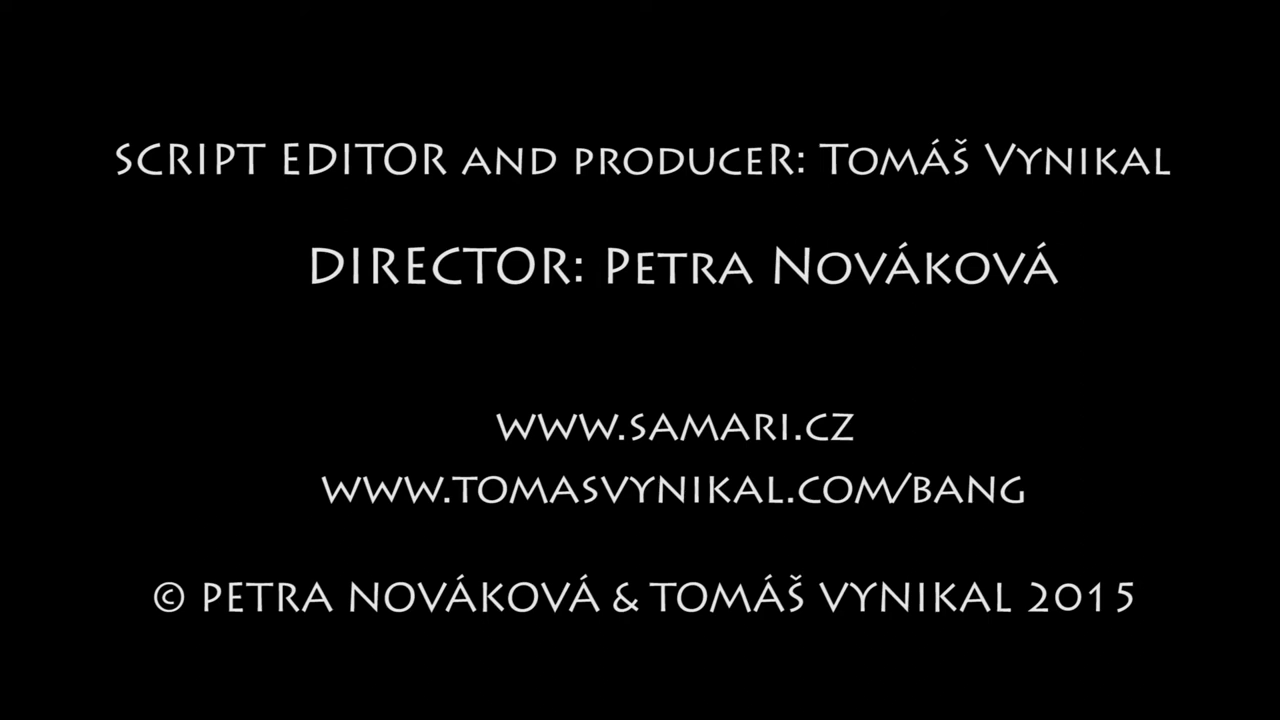 SCRIPT EDITOR AND PRODUCER: TOMÁŠ VYNIKAL
DIRECTOR: PETRA NOVÁKOVÁ
WWW.SAMARI.CZ
WWW.TOMASVYNIKAL.COM/BANG
© PETRA NOVÁKOVÁ & TOMÁŠ VYNIKAL 2015